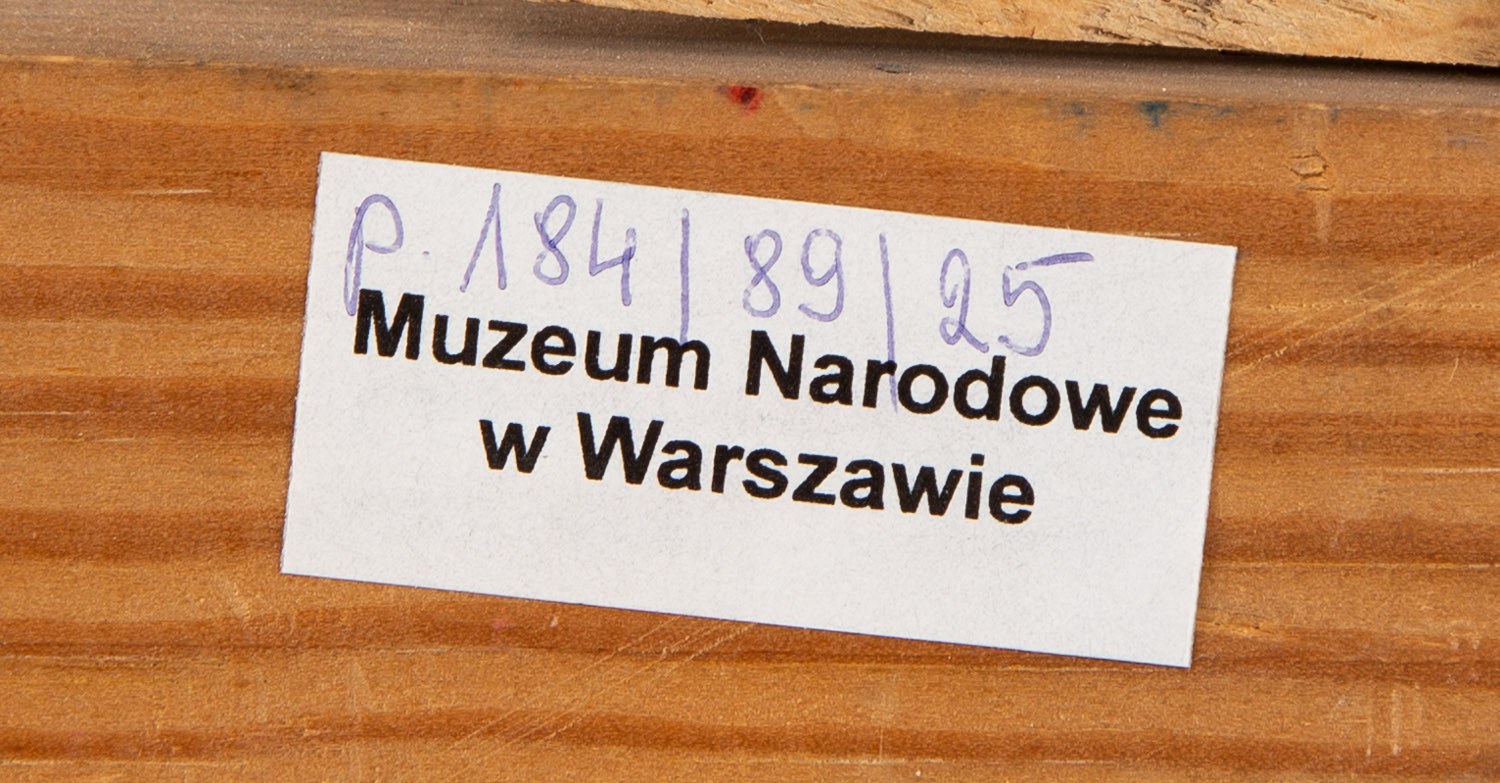 p. 184/89/25
Muzeum Narodowe
w Warszawie